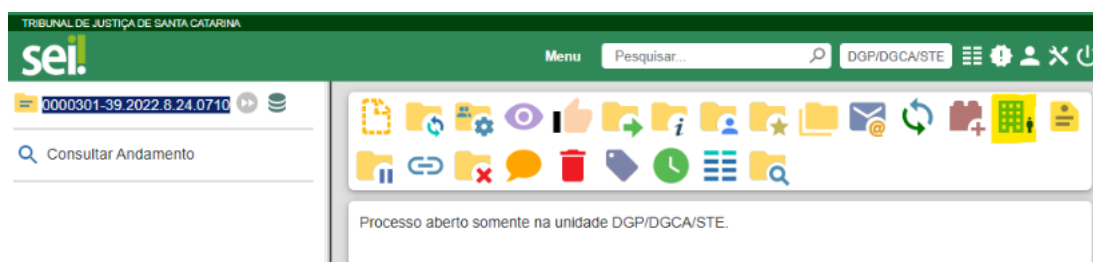 TRIBUNAL DE JUSTIÇA DE SANTA CATARINA
sei! Menu Pesquisar... DGP/DGCA/STE
0000301-39.2022.8.24.0710
Consultar Andamento
Processo aberto somente na unidade DGP/DGCA/STE.